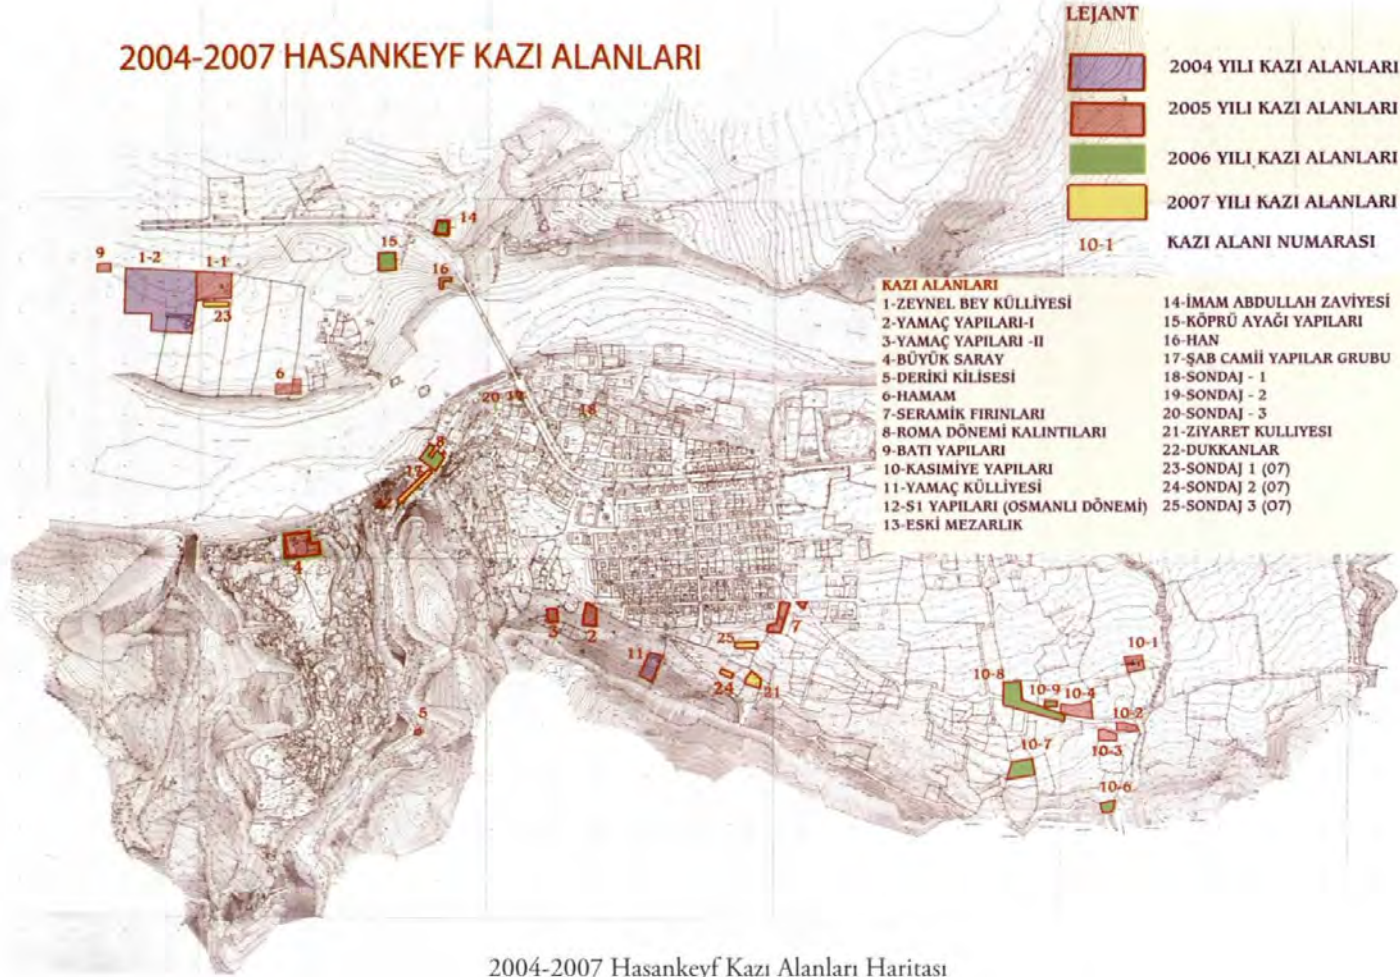 2004-2007 HASANKEYF KAZI ALANLARI
LEJANT
2004 YILI KAZI ALANLARI
2005 YILI KAZI ALANLARI
2006 YILI KAZI ALANLARI
2007 YILI KAZI ALANLARI
10-1 KAZI ALANI NUMARASI
KAZI ALANLARI
1-ZEYNEL BEY KÜLLİYESİ
2-YAMAÇ YAPILARI-I
3-YAMAÇ YAPILARI -II
4-BÜYÜK SARAY
5-DERİKİ KİLİSESİ
6-HAMAM
7-SERAMİK FIRINLARI
8-ROMA DÖNEMİ KALINTILARI
9-BATI YAPILARI
10-KASIMİYE YAPILARI
11-YAMAÇ KÜLLİYESİ
12-S1 YAPILARI (OSMANLI DÖNEMİ)
13-ESKİ MEZARLIK
14-İMAM ABDULLAH ZAVİYESİ
15-KÖPRÜ AYAĞI YAPILARI
16-HAN
17-ŞAB CAMİİ YAPILAR GRUBU
18-SONDAJ - 1
19-SONDAJ - 2
20-SONDAJ - 3
21-ZİYARET KULLIYESI
22-DUKKANLAR
23-SONDAJ 1 (07)
24-SONDAJ 2 (07)
25-SONDAJ 3 (07)
14
15
9
1-2
1-1
16
23
6
20
18
8
17
4
3
2
7
25
11
24
21
5
10-1
10-8
10-9
10-4
10-2
10-3
10-7
10-6
2004-2007 Hasankeyf Kazı Alanları Haritası